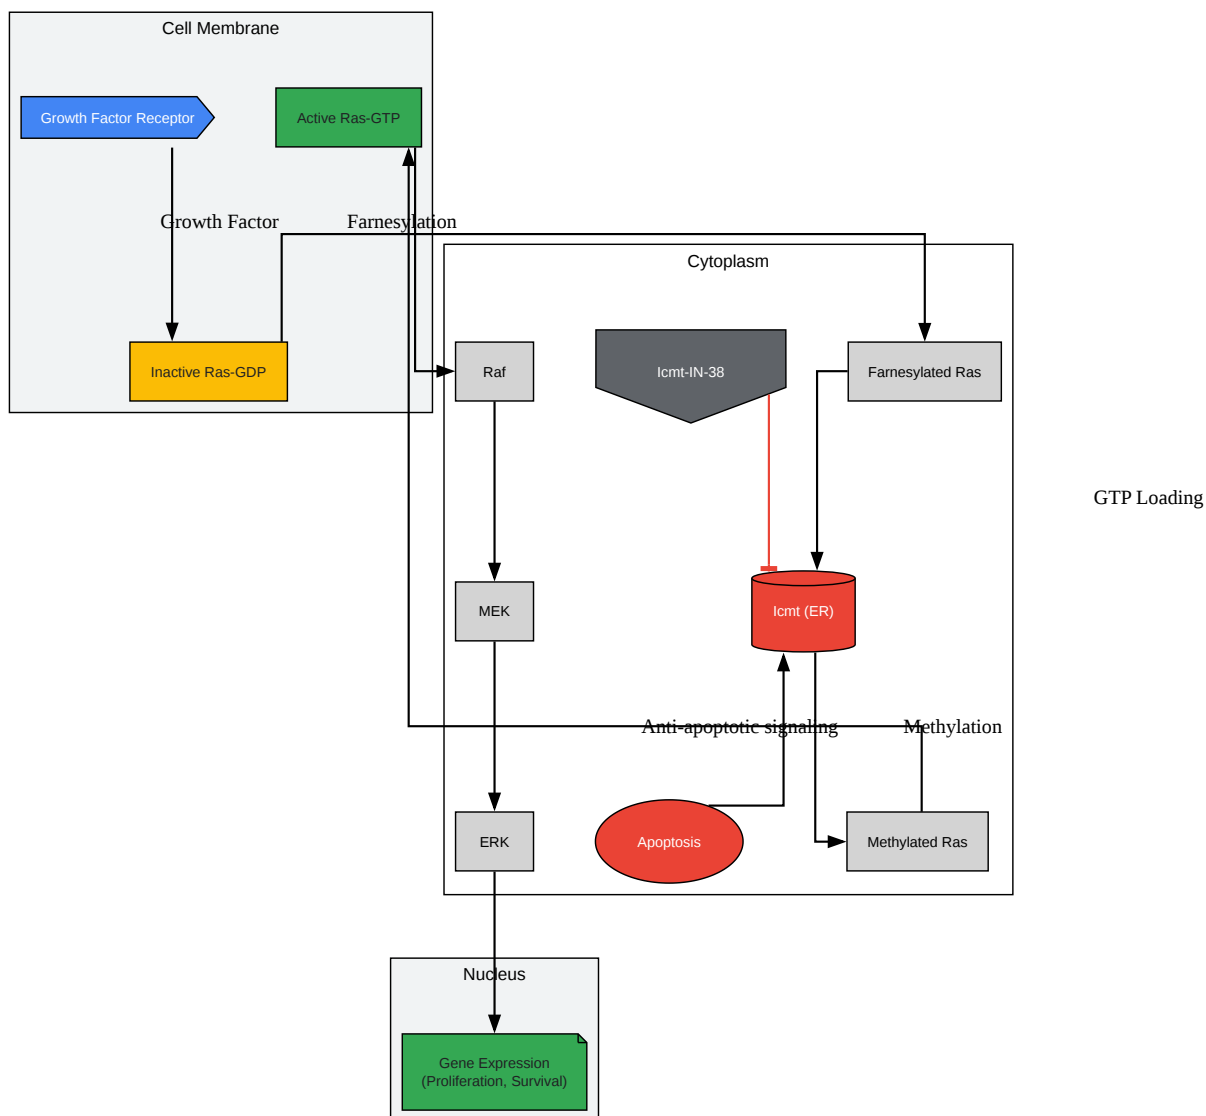 Cell Membrane
Growth Factor Receptor
Active Ras-GTP
Growth Factor
Farnesylation
Cytoplasm
Inactive Ras-GDP
Raf
Icmt-IN-38
Farnesylated Ras
GTP Loading
MEK
Icmt (ER)
Anti-apoptotic signaling
Methylation
ERK
Apoptosis
Methylated Ras
Nucleus
Gene Expression
(Proliferation, Survival)